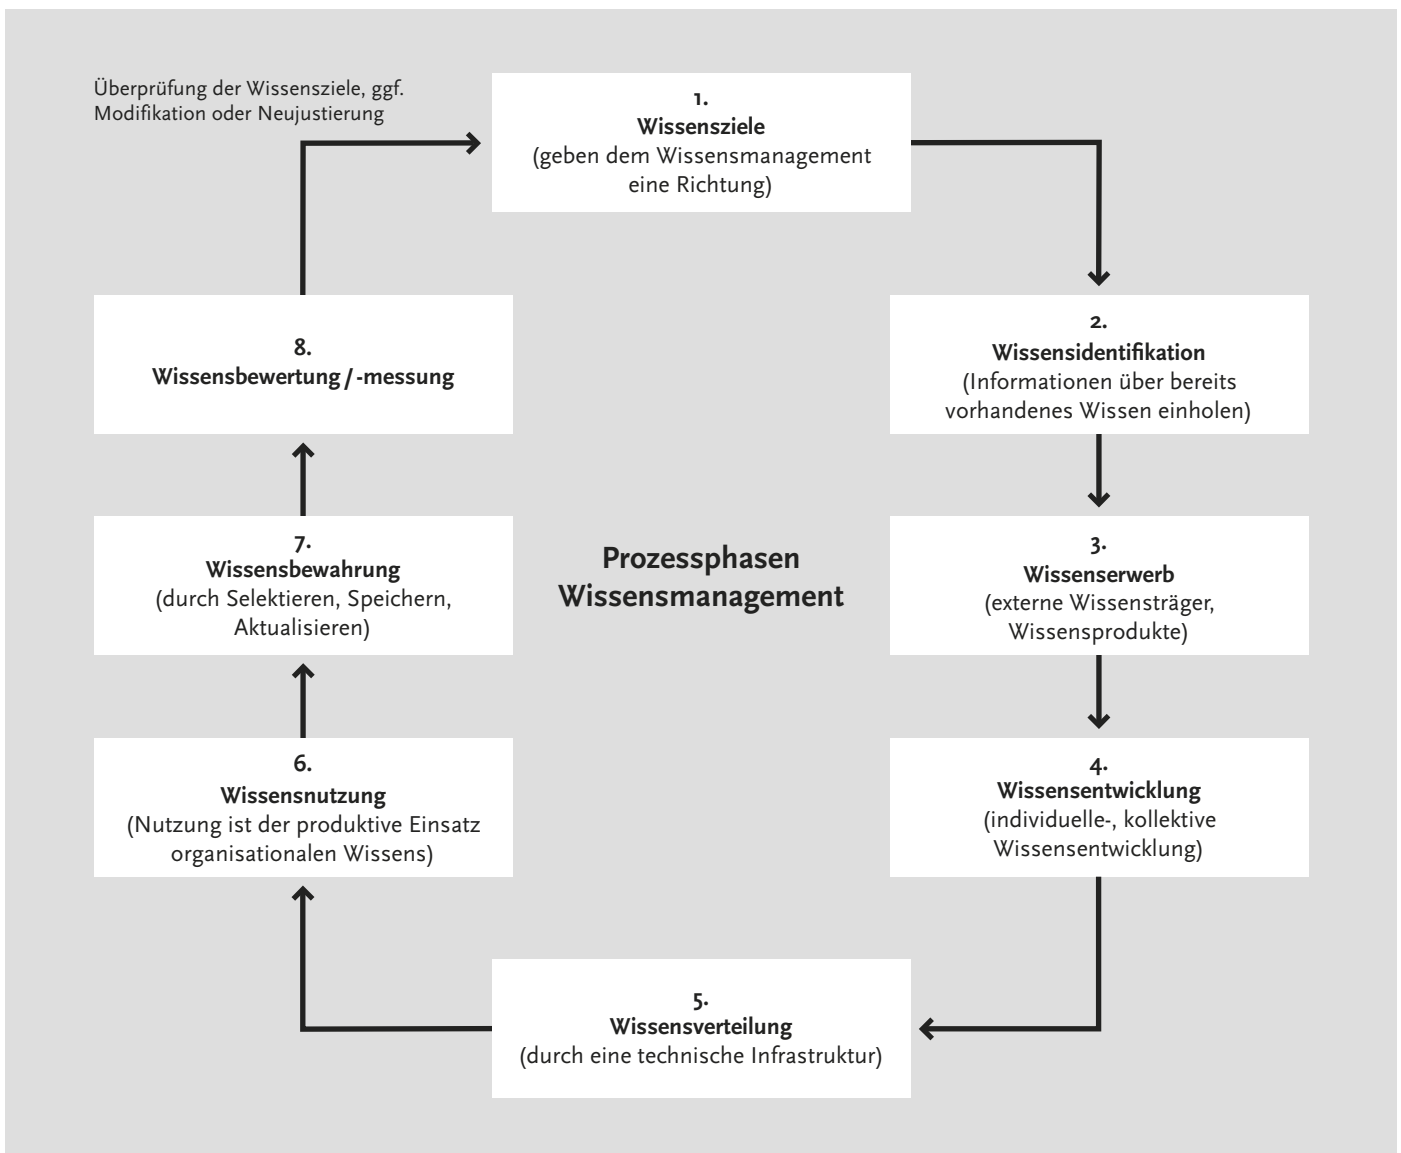 Überprüfung der Wissensziele, ggf.
Modifikation oder Neujustierung
1.
Wissensziele
(geben dem Wissensmanagement
eine Richtung)
2.
Wissensidentifikation
(Informationen über bereits
vorhandenes Wissen einholen)
3.
Wissenserwerb
(externe Wissensträger,
Wissensprodukte)
4.
Wissensentwicklung
(individuelle-, kollektive
Wissensentwicklung)
5.
Wissensverteilung
(durch eine technische Infrastruktur)
6.
Wissensnutzung
(Nutzung ist der produktive Einsatz
organisationalen Wissens)
7.
Wissensbewahrung
(durch Selektieren, Speichern,
Aktualisieren)
8.
Wissensbewertung / -messung
Prozessphasen
Wissensmanagement